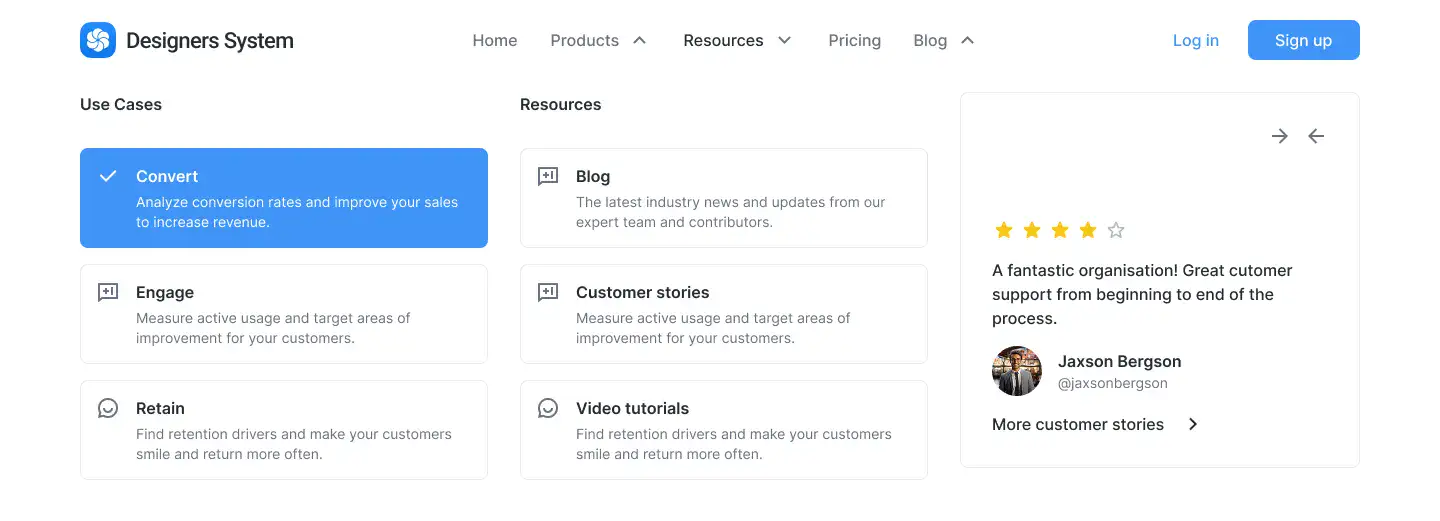 Designers System
Home
Products
Resources
Pricing
Blog
Log in
Sign up
Use Cases
Convert
Analyze conversion rates and improve your sales
to increase revenue.
Engage
Measure active usage and target areas of
improvement for your customers.
Retain
Find retention drivers and make your customers
smile and return more often.
Resources
Blog
The latest industry news and updates from our
expert team and contributors.
Customer stories
Measure active usage and target areas of
improvement for your customers.
Video tutorials
Find retention drivers and make your customers
smile and return more often.
A fantastic organisation! Great cutomer
support from beginning to end of the
process.
Jaxson Bergson
@jaxsonbergson
More customer stories